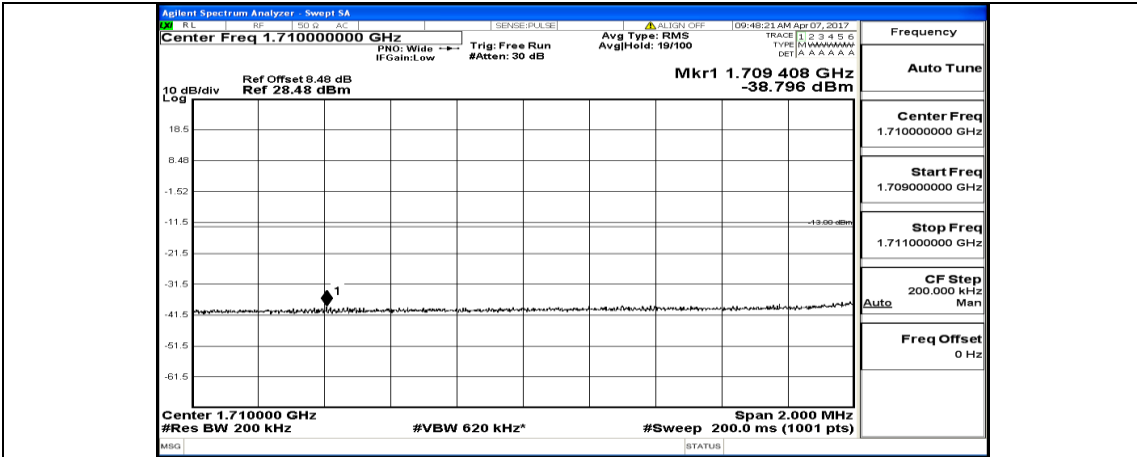 Agilent Spectrum Analyzer - Swept SA
RL RF 50 Ω AC SENSE:PULSE ALIGN OFF 09:48:21 AM Apr 07, 2017
Center Freq 1.710000000 GHz
PNO: Wide
IFGain:Low
Trig: Free Run
#Atten: 30 dB
Avg Type: RMS
Avg|Hold: 19/100
TRACE 1 2 3 4 5 6
TYPE M
DET A A A A A A
Mkr1 1.709 408 GHz
-38.796 dBm
Ref Offset 8.48 dB
Ref 28.48 dBm
10 dB/div
Log
18.5
8.48
-1.52
-11.5
-21.5
-31.5
-41.5
-51.5
-61.5
-13.00 dBm
1
Center 1.710000 GHz
Span 2.000 MHz
#Res BW 200 kHz
#VBW 620 kHz*
#Sweep 200.0 ms (1001 pts)
MSG
STATUS
Frequency
Auto Tune
Center Freq
1.710000000 GHz
Start Freq
1.709000000 GHz
Stop Freq
1.711000000 GHz
CF Step
200.000 kHz
Auto Man
Freq Offset
0 Hz